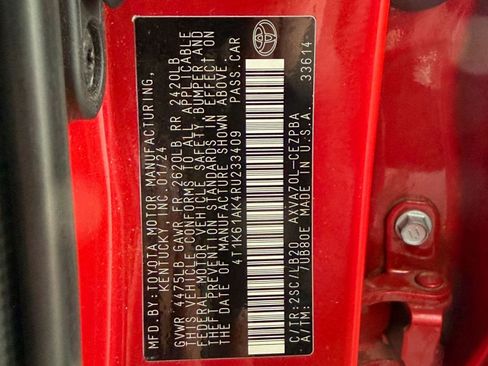 MFD. BY:TOYOTA MOTOR MANUFACTURING,
KENTUCKY, INC. 01/24
GVWR 4475LB GAWR FR 2620LB RR 2420LB
THIS VEHICLE CONFORMS TO ALL APPLICABLE
FEDERAL MOTOR VEHICLE SAFETY, BUMPER, AND
THEFT PREVENTION STANDARDS IN EFFECT ON
THE DATE OF MANUFACTURE SHOWN ABOVE.
4T1K61AK4RU233409 PASS.CAR
C/TR:2SC/LB20 AXVA70L-CEZPBA
A/TM: /UB80E MADE IN U.S.A. 33614